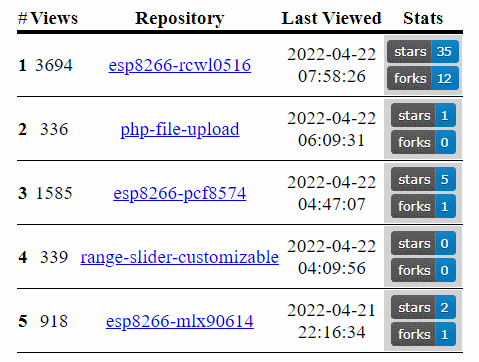 # Views Repository Last Viewed Stats
1 3694 esp8266-rcwl0516 2022-04-22 07:58:26 stars 35 forks 12
2 336 php-file-upload 2022-04-22 06:09:31 stars 1 forks 0
3 1585 esp8266-pcf8574 2022-04-22 04:47:07 stars 5 forks 1
4 339 range-slider-customizable 2022-04-22 04:09:56 stars 0 forks 0
5 918 esp8266-mlx90614 2022-04-21 22:16:34 stars 2 forks 1